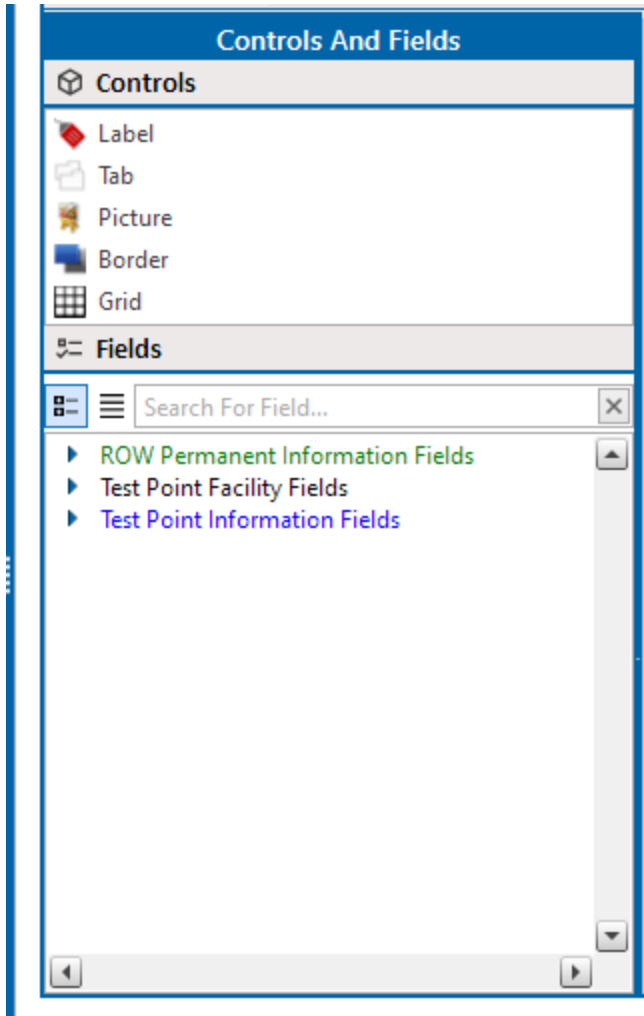 Controls And Fields
Controls
Label
Tab
Picture
Border
Grid
Fields
Search For Field...
ROW Permanent Information Fields
Test Point Facility Fields
Test Point Information Fields